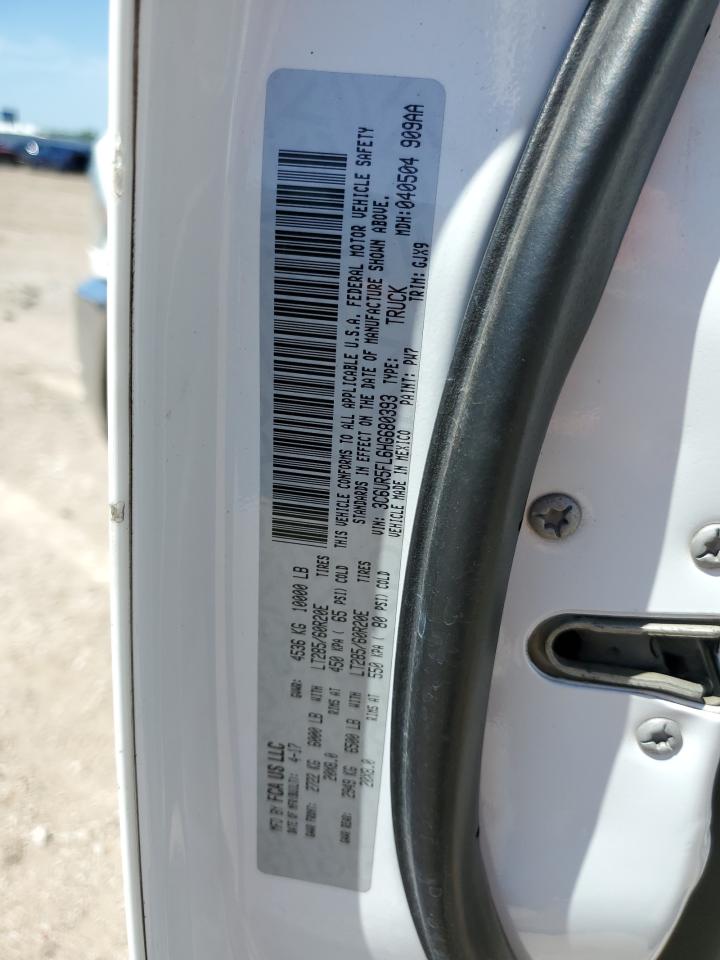 MFD BY FCA US LLC
DATE OF MFR(BUILT): 4-17 GVWR: 4536 KG 10000 LB
GAWR FRONT: 2722 KG 6000 LB WITH LT285/60R20E TIRES
20X8.0 RIMS AT 450 KPA ( 65 PSI) COLD
GAWR REAR: 2949 KG 6500 LB WITH LT285/60R20E TIRES
20X8.0 RIMS AT 550 KPA ( 80 PSI) COLD
THIS VEHICLE CONFORMS TO ALL APPLICABLE U.S.A. FEDERAL MOTOR VEHICLE SAFETY
STANDARDS IN EFFECT ON THE DATE OF MANUFACTURE SHOWN ABOVE.
VIN: 3C6UR5FL6HG680393 TYPE: TRUCK MDH: 040504 909AA
VEHICLE MADE IN MEXICO PAINT: PW7 TRIM: GJX9